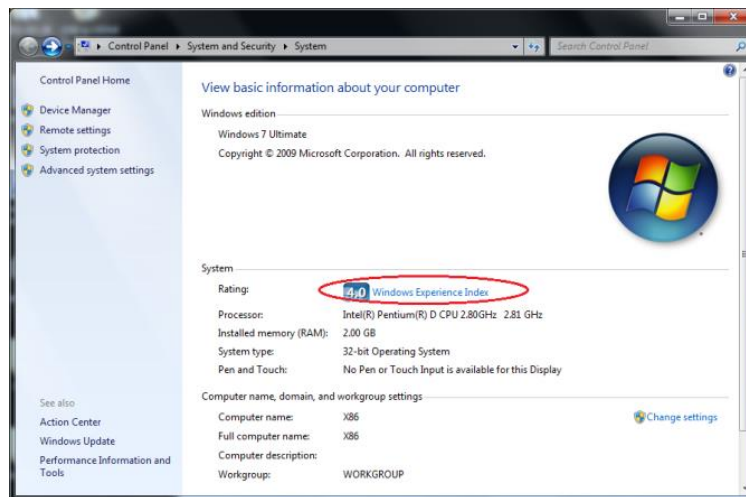 Control Panel ▸ System and Security ▸ System
Search Control Panel
Control Panel Home
Device Manager
Remote settings
System protection
Advanced system settings
See also
Action Center
Windows Update
Performance Information and
Tools
View basic information about your computer
Windows edition
Windows 7 Ultimate
Copyright © 2009 Microsoft Corporation. All rights reserved.
System
Rating: 4,0 Windows Experience Index
Processor: Intel(R) Pentium(R) D CPU 2.80GHz 2.81 GHz
Installed memory (RAM): 2.00 GB
System type: 32-bit Operating System
Pen and Touch: No Pen or Touch Input is available for this Display
Computer name, domain, and workgroup settings
Computer name: X86
Change settings
Full computer name: X86
Computer description:
Workgroup: WORKGROUP